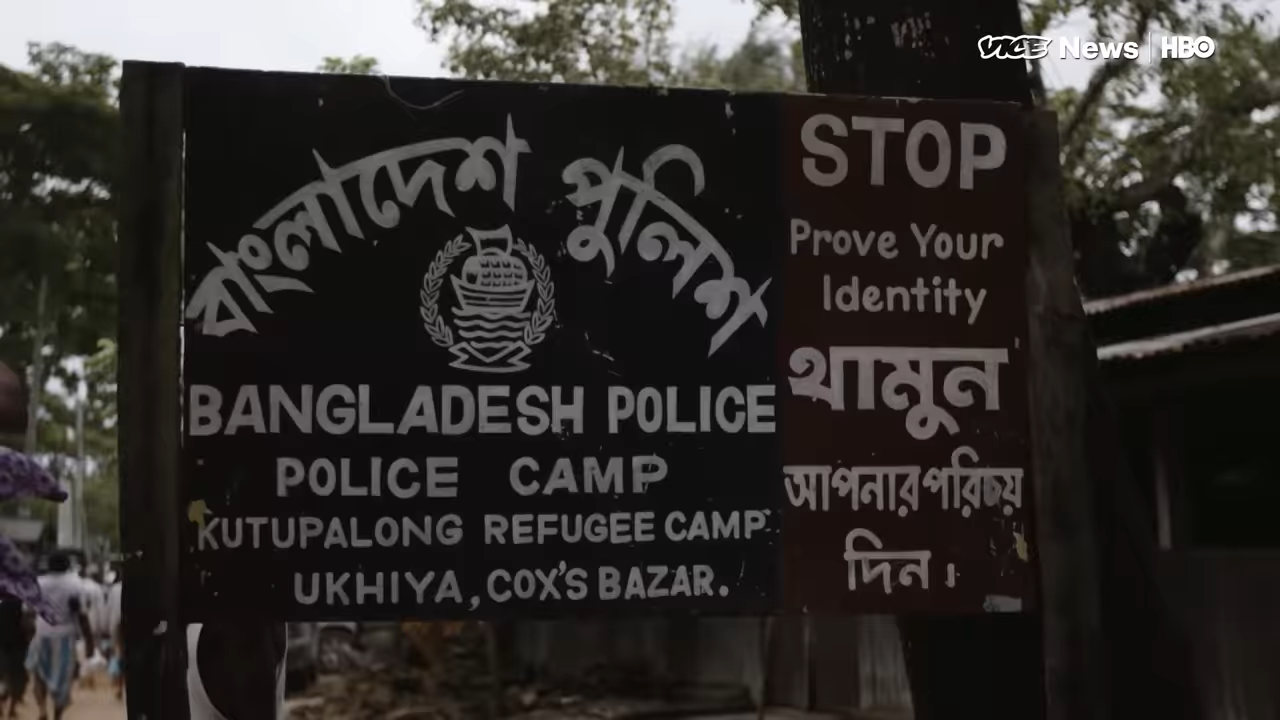 VICE News | HBO
বাংলাদেশ পুলিশ
BANGLADESH POLICE
POLICE CAMP
KUTUPALONG REFUGEE CAMP
UKHIYA, COX'S BAZAR.
STOP
Prove Your
Identity
থামুন
আপনার পরিচয়
দিন।